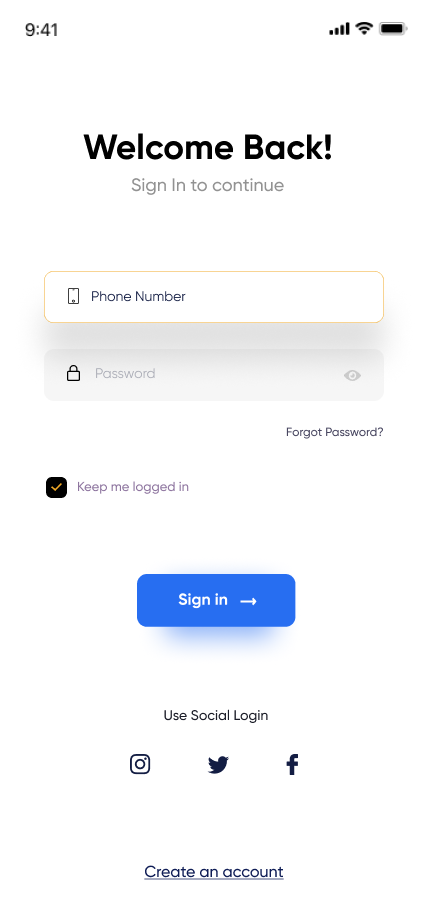 9:41
Welcome Back!
Sign In to continue
Phone Number
Password
Forgot Password?
Keep me logged in
Sign in
Use Social Login
Create an account